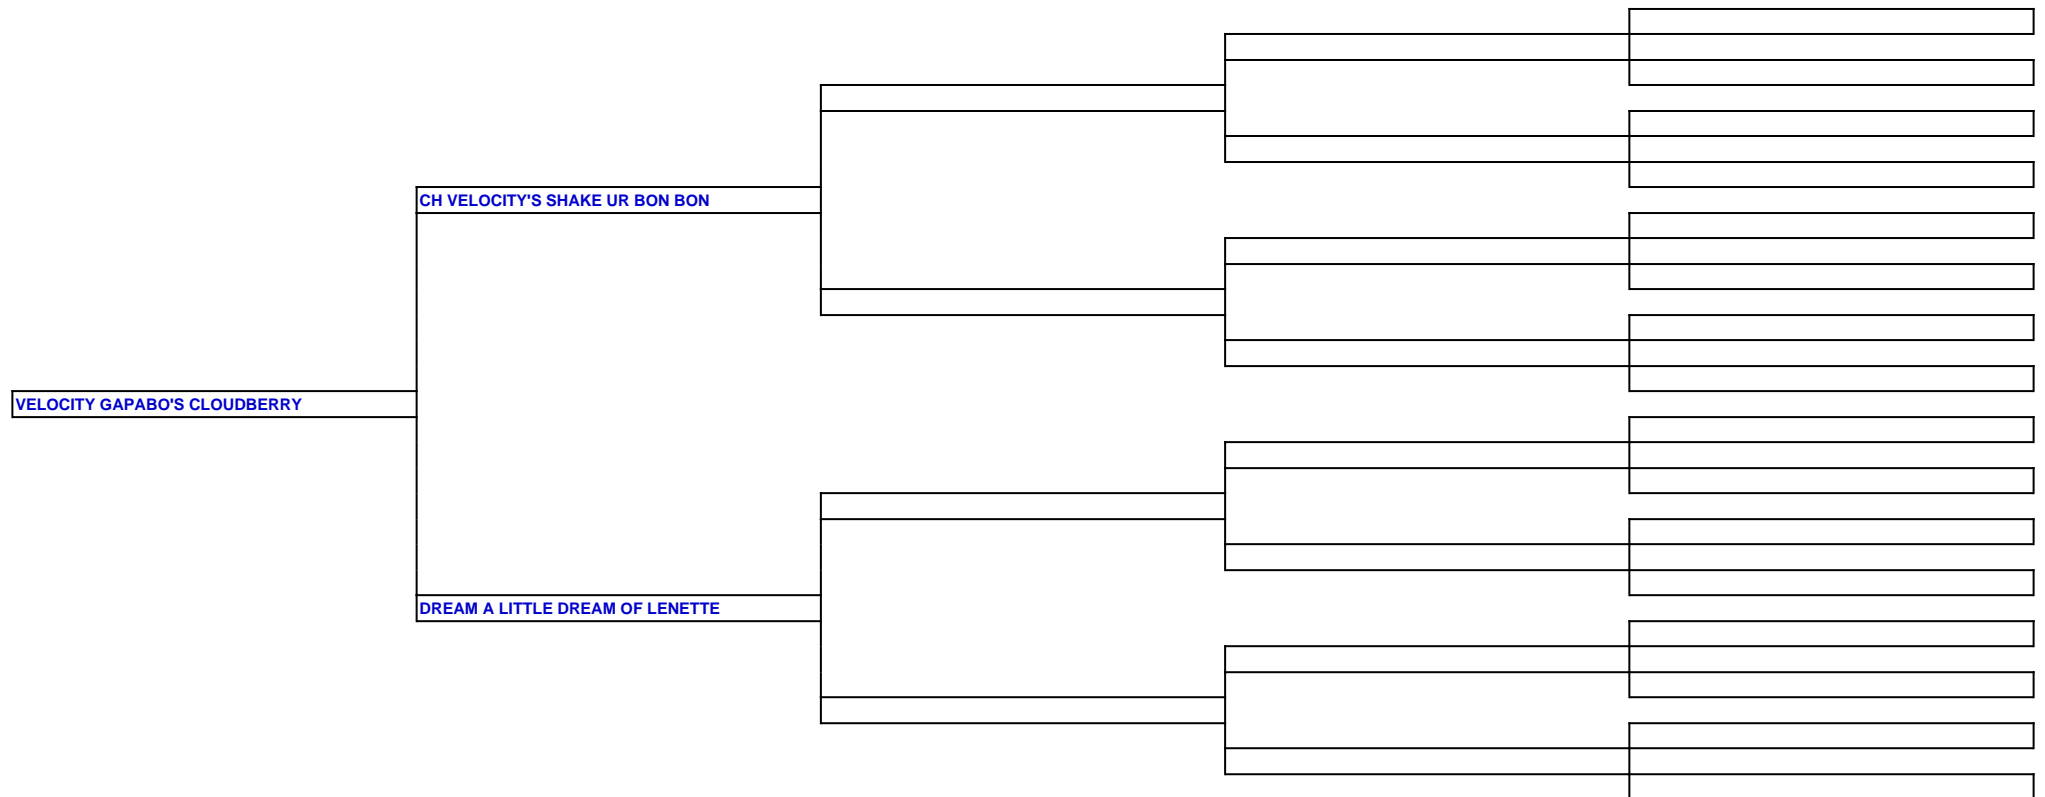 CH VELOCITY'S SHAKE UR BON BON
VELOCITY GAPABO'S CLOUDBERRY
DREAM A LITTLE DREAM OF LENETTE